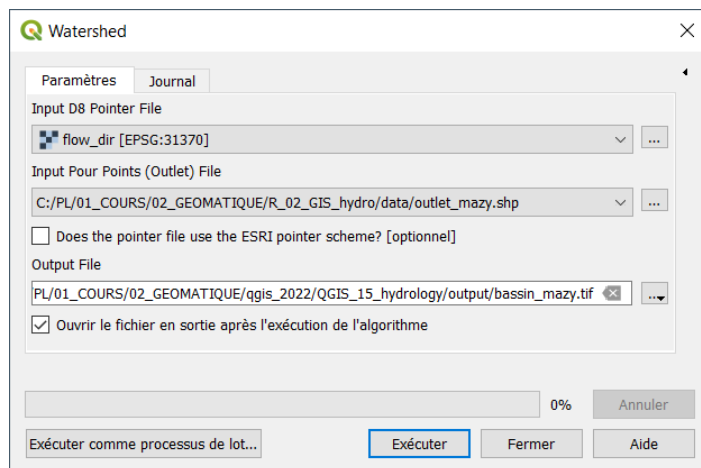 Watershed
Paramètres Journal
Input D8 Pointer File
flow_dir [EPSG:31370]
...
Input Pour Points (Outlet) File
C:/PL/01_COURS/02_GEOMATIQUE/R_02_GIS_hydro/data/outlet_mazy.shp
...
Does the pointer file use the ESRI pointer scheme? [optionnel]
Output File
PL/01_COURS/02_GEOMATIQUE/qgis_2022/QGIS_15_hydrology/output/bassin_mazy.tif
...
Ouvrir le fichier en sortie après l'exécution de l'algorithme
0% Annuler
Exécuter comme processus de lot... Exécuter Fermer Aide